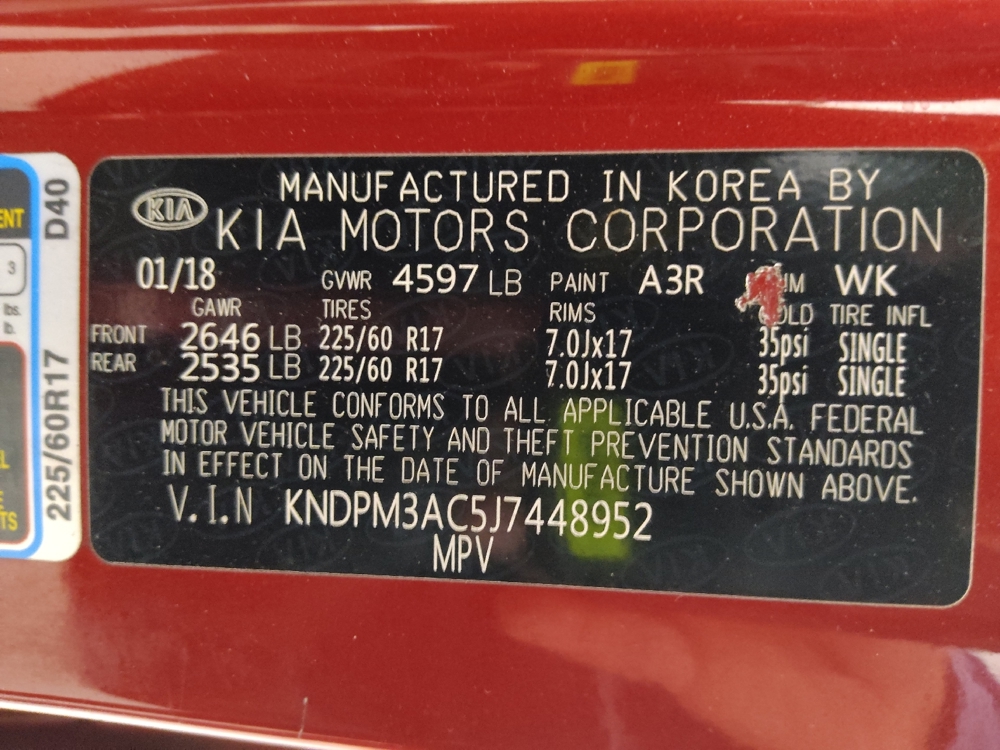 MANUFACTURED IN KOREA BY
KIA
KIA MOTORS CORPORATION
01/18 GVWR 4597 LB PAINT A3R WK
GAWR TIRES RIMS TIRE INFL
FRONT 2646 LB 225/60 R17 7.0Jx17 35psi SINGLE
REAR 2535 LB 225/60 R17 7.0Jx17 35psi SINGLE
THIS VEHICLE CONFORMS TO ALL APPLICABLE U.S.A. FEDERAL
MOTOR VEHICLE SAFETY AND THEFT PREVENTION STANDARDS
IN EFFECT ON THE DATE OF MANUFACTURE SHOWN ABOVE.
V.I.N KNDPM3AC5J7448952
MPV
225/60R17 D40
3
lbs.